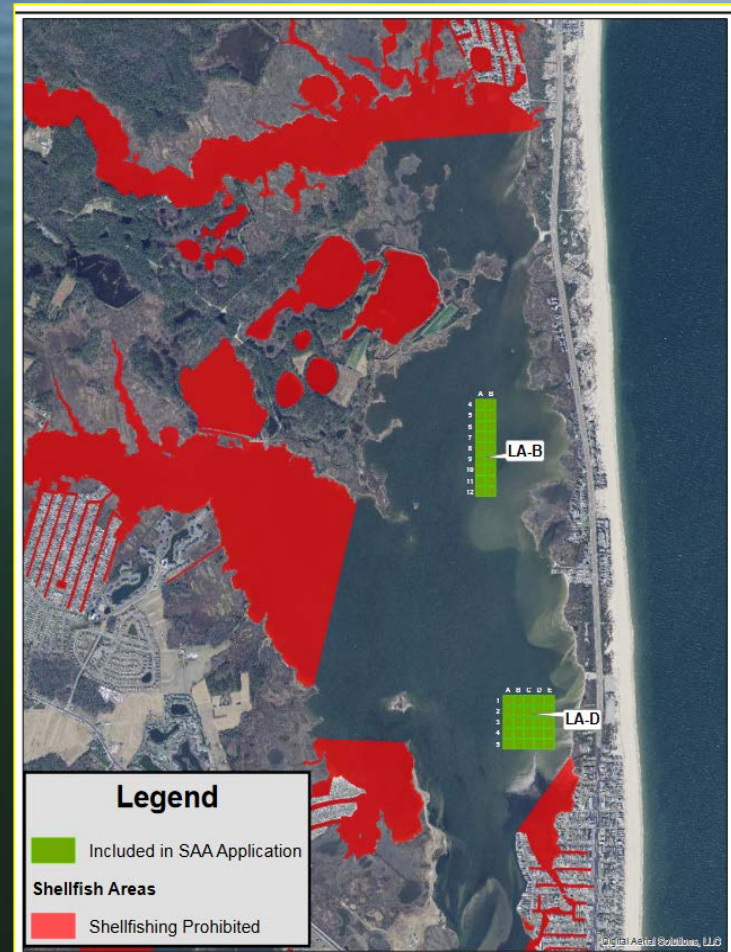 A B
4
5
6
7
8
9
10
11
12
LA-B
A B C D E
1
2
3
4
5
LA-D
Legend
Included in SAA Application
Shellfish Areas
Shellfishing Prohibited
Digital Aerial Solutions, LLC